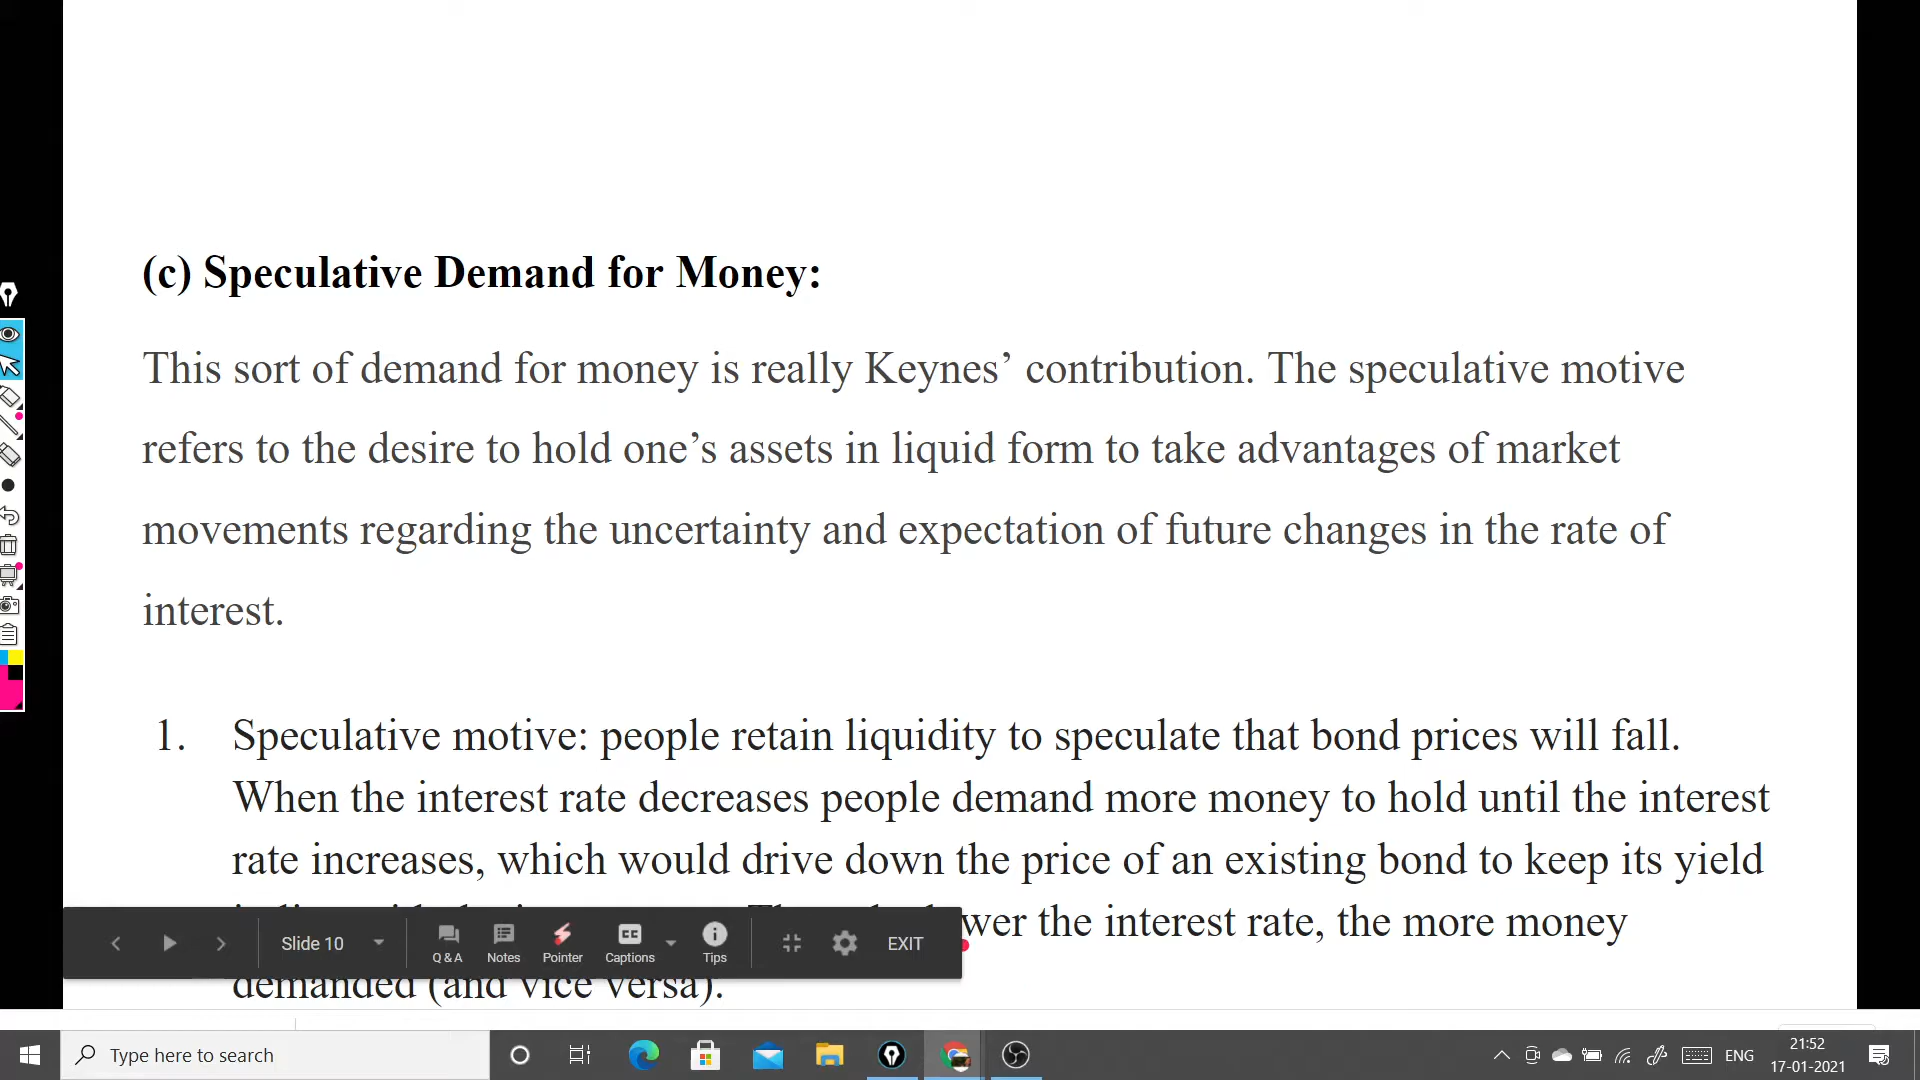 (c) Speculative Demand for Money:
This sort of demand for money is really Keynes’ contribution. The speculative motive
refers to the desire to hold one’s assets in liquid form to take advantages of market
movements regarding the uncertainty and expectation of future changes in the rate of
interest.
1. Speculative motive: people retain liquidity to speculate that bond prices will fall.
When the interest rate decreases people demand more money to hold until the interest
rate increases, which would drive down the price of an existing bond to keep its yield
the interest rate, the more money
demanded (and vice versa).
Slide 10
Q & A
Notes
Pointer
CC
Captions
Tips
EXIT
Type here to search
ENG
21:52
17-01-2021